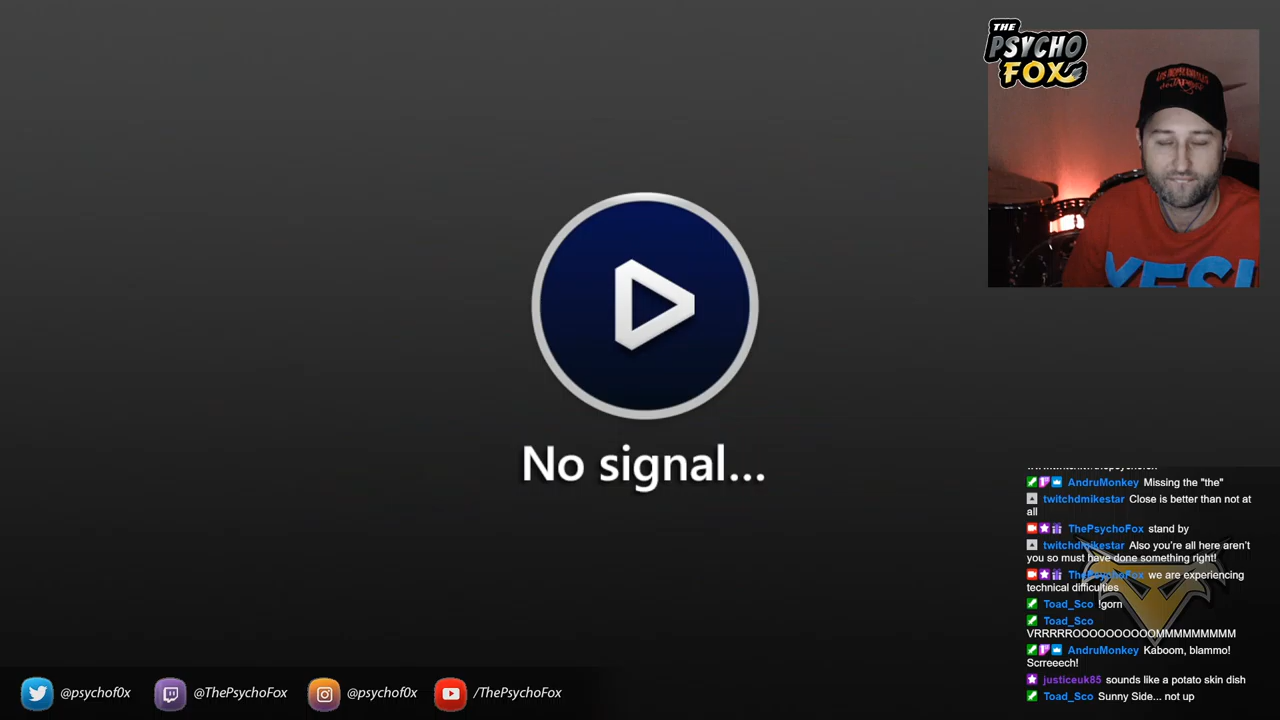 THE
PSYCHO
FOX
YES!
No signal...
AndruMonkey Missing the "the"
twitchdmikestar Close is better than not at
all
ThePsychoFox stand by
twitchdmikestar Also you're all here aren't
you so must have done something right!
ThePsychoFox we are experiencing
technical difficulties
Toad_Sco !gorn
Toad_Sco
VRRRRROOOOOOOOOOMMMMMMMMM
AndruMonkey Kaboom, blammo!
Scrreeech!
justiceuk85 sounds like a potato skin dish
Toad_Sco Sunny Side... not up
@psychof0x
@ThePsychoFox
@psychof0x
/ThePsychoFox